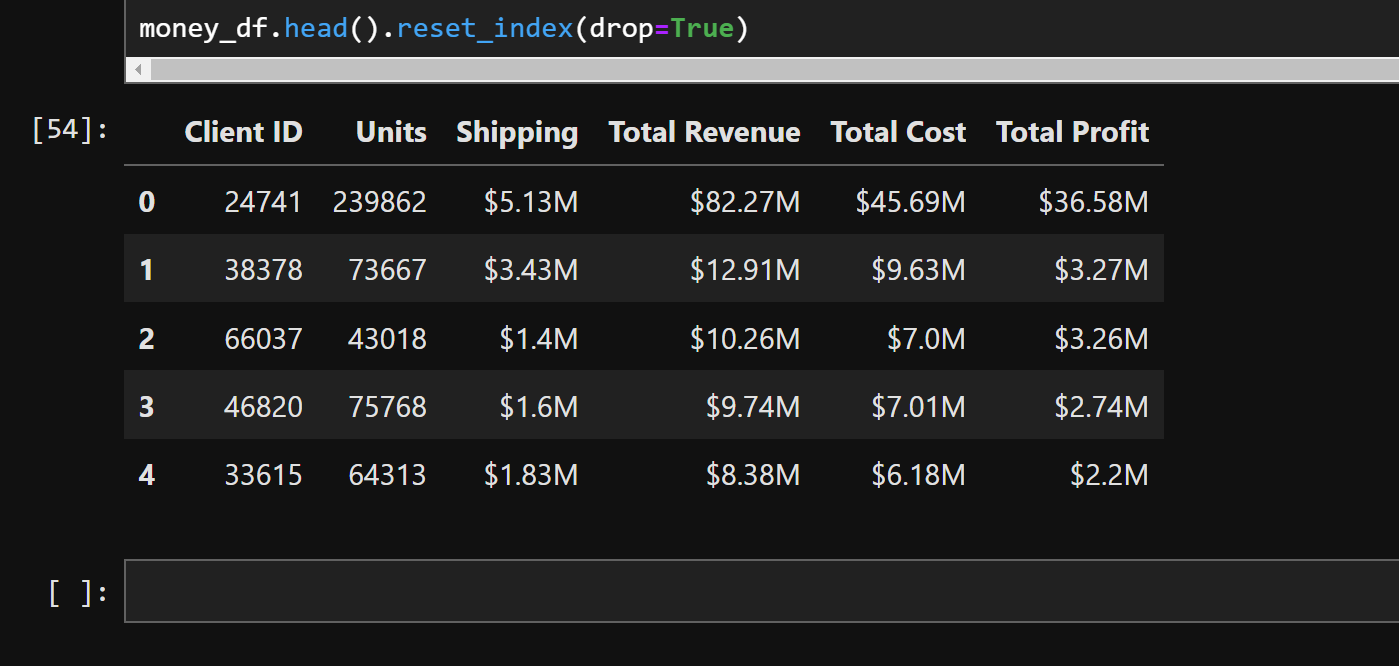 money_df.head().reset_index(drop=True)
[54]:
Client ID Units Shipping Total Revenue Total Cost Total Profit
0 24741 239862 $5.13M $82.27M $45.69M $36.58M
1 38378 73667 $3.43M $12.91M $9.63M $3.27M
2 66037 43018 $1.4M $10.26M $7.0M $3.26M
3 46820 75768 $1.6M $9.74M $7.01M $2.74M
4 33615 64313 $1.83M $8.38M $6.18M $2.2M
[ ]: